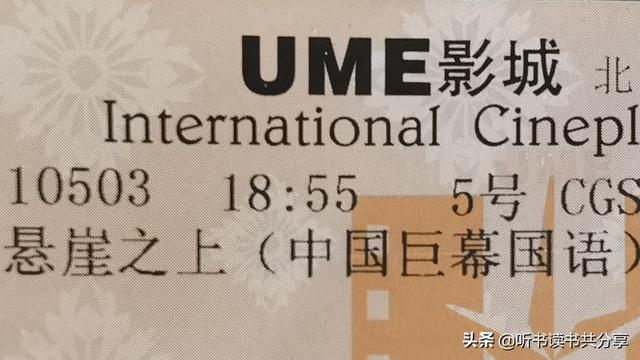 UME影城 北
International Cinepl
10503 18:55 5号 CGS
悬崖之上（中国巨幕国语）
头条 @听书读书共分享